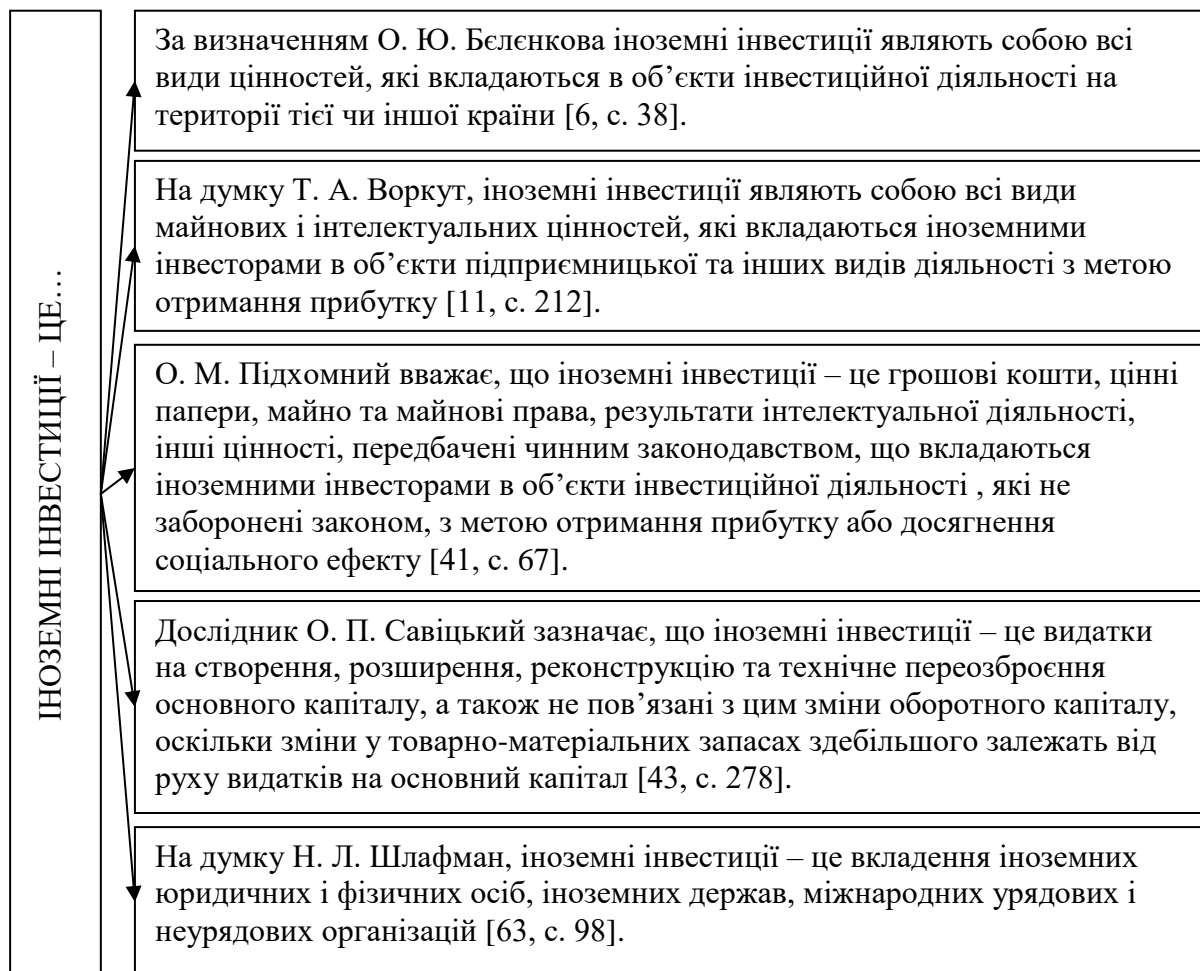 ІНОЗЕМНІ ІНВЕСТИЦІЇ – ЦЕ…
За визначенням О. Ю. Бєлєнкова іноземні інвестиції являють собою всі
види цінностей, які вкладаються в об’єкти інвестиційної діяльності на
території тієї чи іншої країни [6, с. 38].
На думку Т. А. Воркут, іноземні інвестиції являють собою всі види
майнових і інтелектуальних цінностей, які вкладаються іноземними
інвесторами в об’єкти підприємницької та інших видів діяльності з метою
отримання прибутку [11, с. 212].
О. М. Підхомний вважає, що іноземні інвестиції – це грошові кошти, цінні
папери, майно та майнові права, результати інтелектуальної діяльності,
інші цінності, передбачені чинним законодавством, що вкладаються
іноземними інвесторами в об’єкти інвестиційної діяльності , які не
заборонені законом, з метою отримання прибутку або досягнення
соціального ефекту [41, с. 67].
Дослідник О. П. Савіцький зазначає, що іноземні інвестиції – це видатки
на створення, розширення, реконструкцію та технічне переозброєння
основного капіталу, а також не пов’язані з цим зміни оборотного капіталу,
оскільки зміни у товарно-матеріальних запасах здебільшого залежать від
руху видатків на основний капітал [43, с. 278].
На думку Н. Л. Шлафман, іноземні інвестиції – це вкладення іноземних
юридичних і фізичних осіб, іноземних держав, міжнародних урядових і
неурядових організацій [63, с. 98].